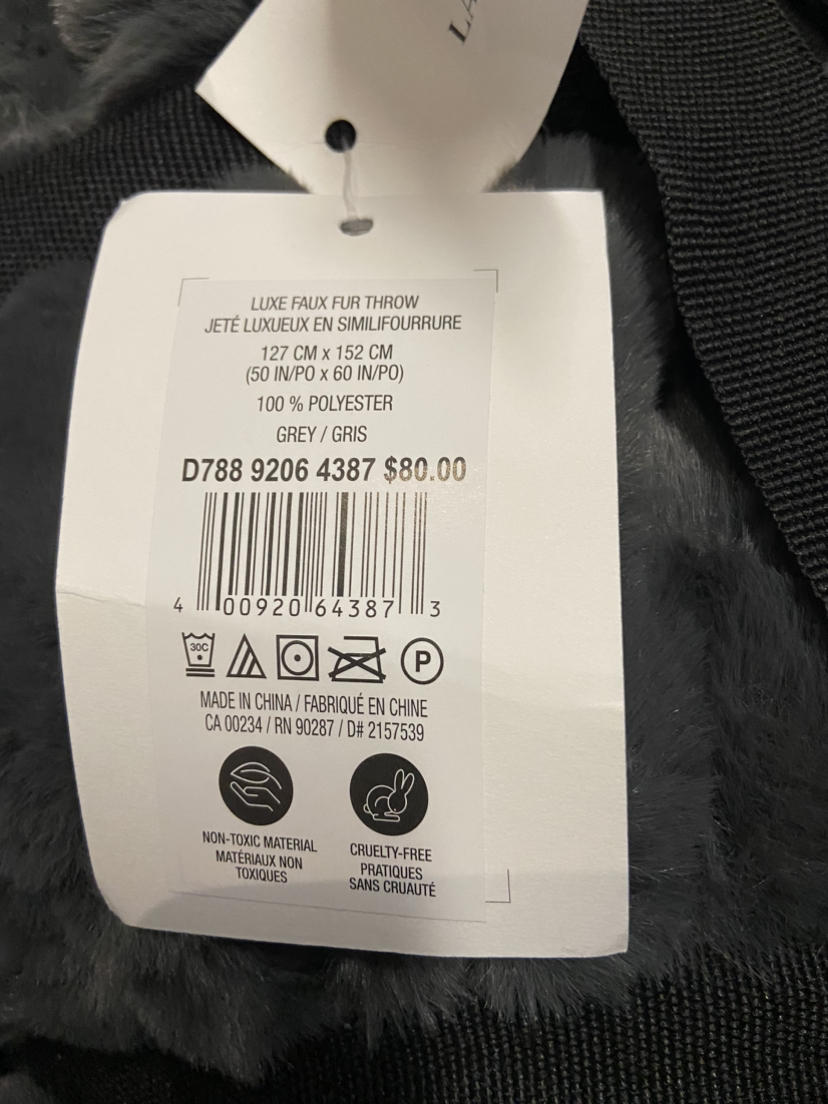 LUXE FAUX FUR THROW
JETÉ LUXUEUX EN SIMILIFOURRURE
127 CM x 152 CM
(50 IN/PO x 60 IN/PO)
100 % POLYESTER
GREY / GRIS
D788 9206 4387 $80.00
4 00920 64387 3
30C
P
MADE IN CHINA / FABRIQUÉ EN CHINE
CA 00234 / RN 90287 / D# 2157539
NON-TOXIC MATERIAL
MATÉRIAUX NON
TOXIQUES
CRUELTY-FREE
PRATIQUES
SANS CRUAUTÉ